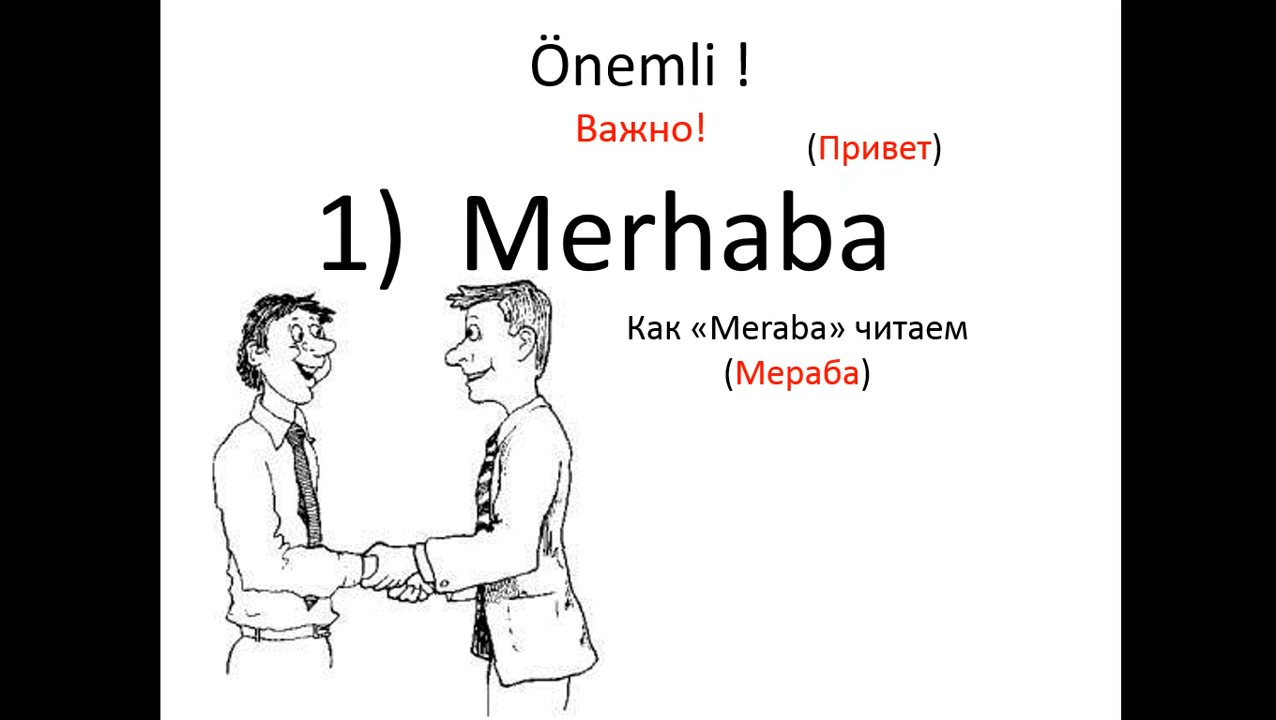 Önemli !
Важно!
(Привет)
1) Merhaba
Как «Meraba» читаем
(Мераба)